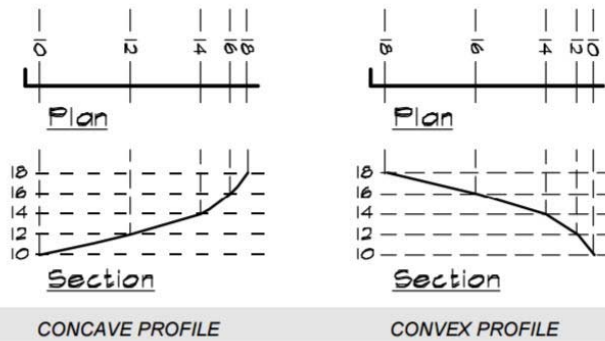 10 12 14 16 18
Plan
18
16
14
12
10
Section
CONCAVE PROFILE
18 16 14 12 10
Plan
18
16
14
12
10
Section
CONVEX PROFILE